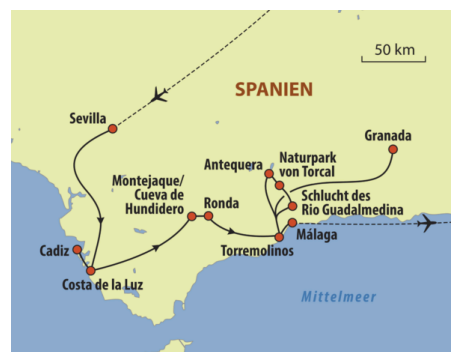 50 km
SPANIEN
Sevilla
Granada
Antequera
Naturpark
von Torcal
Montejaque/
Cueva de
Hundidero
Ronda
Schlucht des
Rio Guadalmedina
Málaga
Cadiz
Torremolinos
Costa de la Luz
Mittelmeer